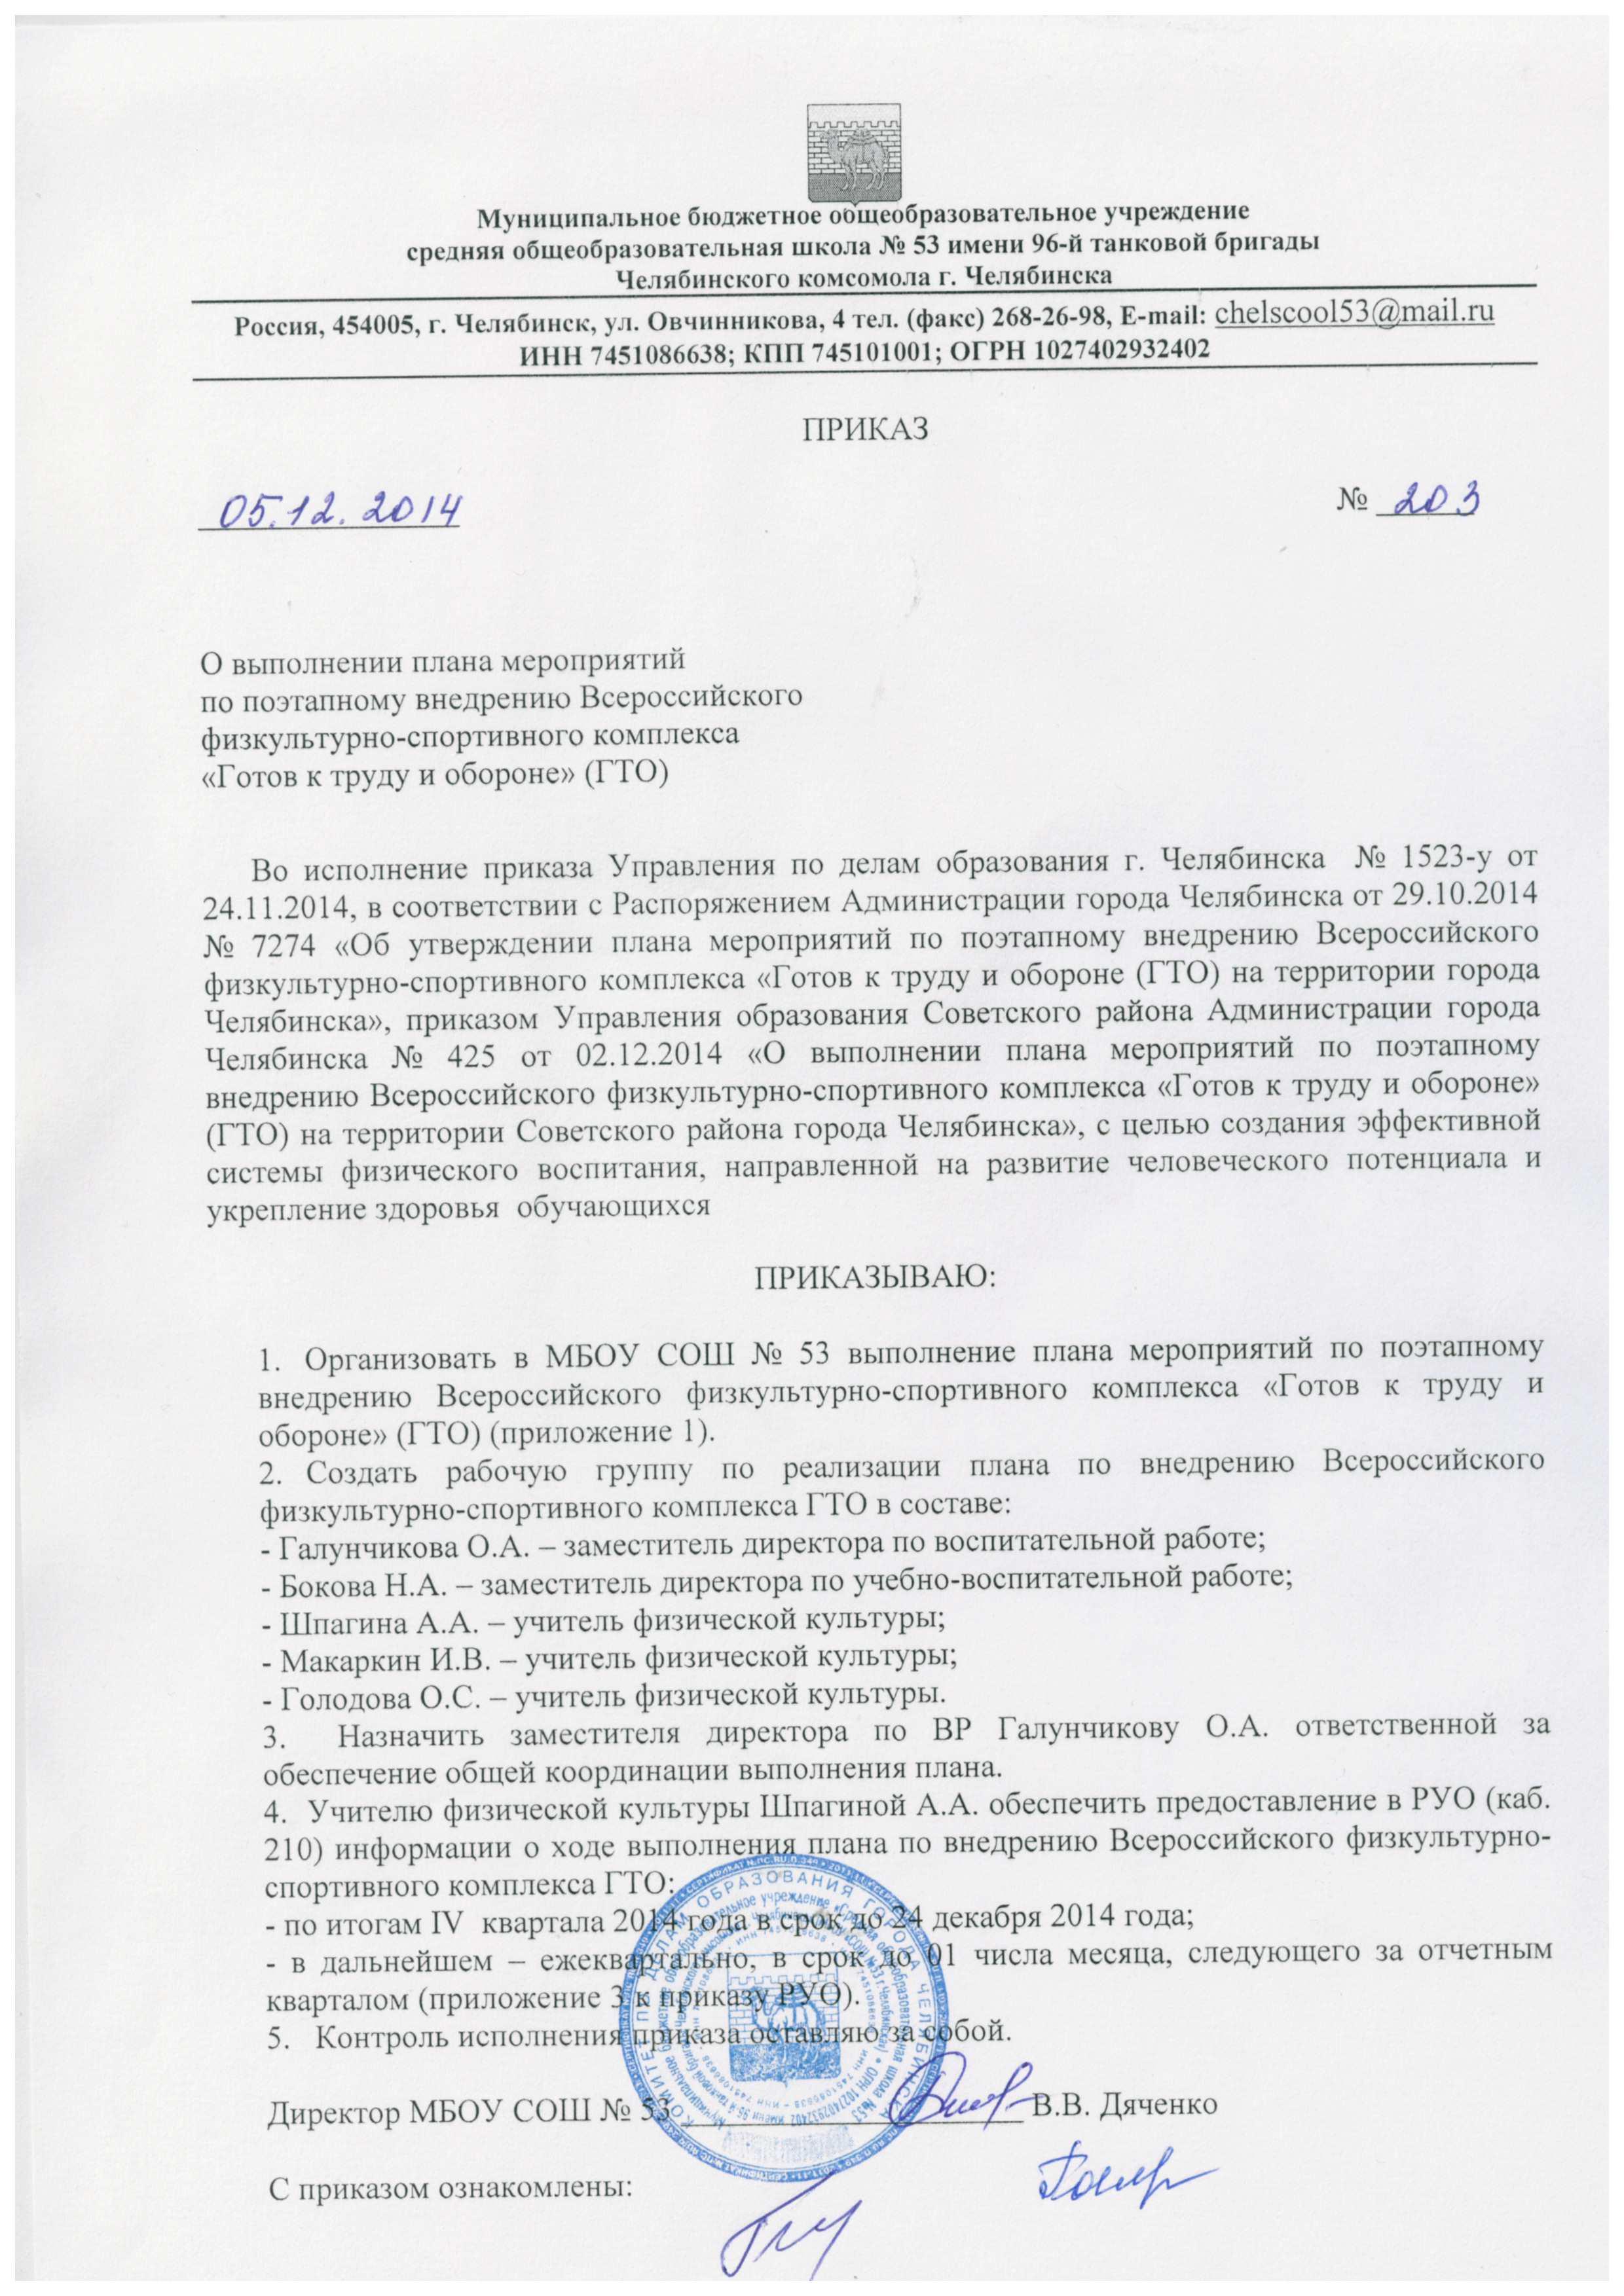 Муниципальное бюджетное общеобразовательное учреждение
средняя общеобразовательная школа № 53 имени 96-й танковой бригады
Челябинского комсомола г. Челябинска
Россия, 454005, г. Челябинск, ул. Овчинникова, 4 тел. (факс) 268-26-98, E-mail: chelscool53@mail.ru
ИНН 7451086638; КПП 745101001; ОГРН 1027402932402
ПРИКАЗ
05.12.2014 № 203
О выполнении плана мероприятий
по поэтапному внедрению Всероссийского
физкультурно-спортивного комплекса
«Готов к труду и обороне» (ГТО)
Во исполнение приказа Управления по делам образования г. Челябинска № 1523-у от
24.11.2014, в соответствии с Распоряжением Администрации города Челябинска от 29.10.2014
№ 7274 «Об утверждении плана мероприятий по поэтапному внедрению Всероссийского
физкультурно-спортивного комплекса «Готов к труду и обороне (ГТО) на территории города
Челябинска», приказом Управления образования Советского района Администрации города
Челябинска № 425 от 02.12.2014 «О выполнении плана мероприятий по поэтапному
внедрению Всероссийского физкультурно-спортивного комплекса «Готов к труду и обороне»
(ГТО) на территории Советского района города Челябинска», с целью создания эффективной
системы физического воспитания, направленной на развитие человеческого потенциала и
укрепление здоровья обучающихся
ПРИКАЗЫВАЮ:
1. Организовать в МБОУ СОШ № 53 выполнение плана мероприятий по поэтапному
внедрению Всероссийского физкультурно-спортивного комплекса «Готов к труду и
обороне» (ГТО) (приложение 1).
2. Создать рабочую группу по реализации плана по внедрению Всероссийского
физкультурно-спортивного комплекса ГТО в составе:
- Галунчикова О.А. – заместитель директора по воспитательной работе;
- Бокова Н.А. – заместитель директора по учебно-воспитательной работе;
- Шпагина А.А. – учитель физической культуры;
- Макаркин И.В. – учитель физической культуры;
- Голодова О.С. – учитель физической культуры.
3. Назначить заместителя директора по ВР Галунчикову О.А. ответственной за
обеспечение общей координации выполнения плана.
4. Учителю физической культуры Шпагиной А.А. обеспечить предоставление в РУО (каб.
210) информации о ходе выполнения плана по внедрению Всероссийского физкультурно-
спортивного комплекса ГТО:
- по итогам IV квартала 2014 года в срок до 24 декабря 2014 года;
- в дальнейшем – ежеквартально, в срок до 01 числа месяца, следующего за отчетным
кварталом (приложение 3 к приказу РУО).
5. Контроль исполнения приказа оставляю за собой.
Директор МБОУ СОШ № 53 В.В. Дяченко
С приказом ознакомлены:
КОМИТЕТ ПО ДЕЛАМ ОБРАЗОВАНИЯ ГОРОДА ЧЕЛЯБИНСКА